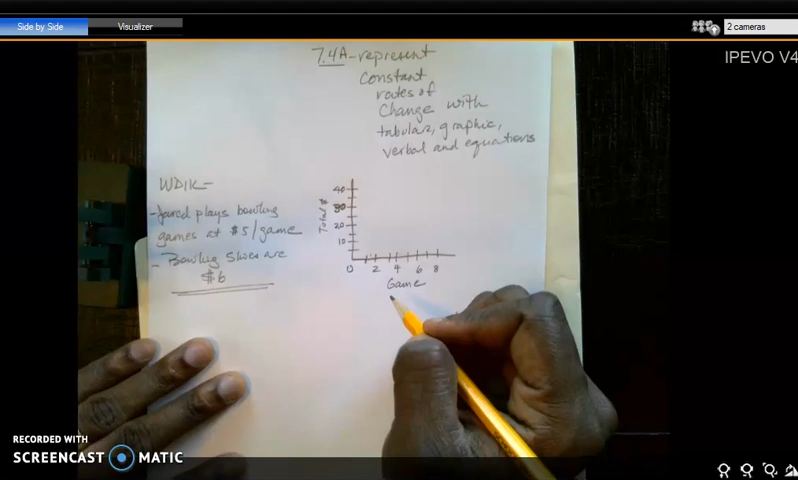 Side by Side
Visualizer
2 cameras
IPEVO V4
7.4A-represent
Constant
rates of
Change with
tabular, graphic,
verbal and equations
WDIK-
-Jared plays bowling
games at $5/game
- Bowling shoes are
$6
Total $
40
30
20
10
0 2 4 6 8
Game
RECORDED WITH
SCREENCAST MATIC